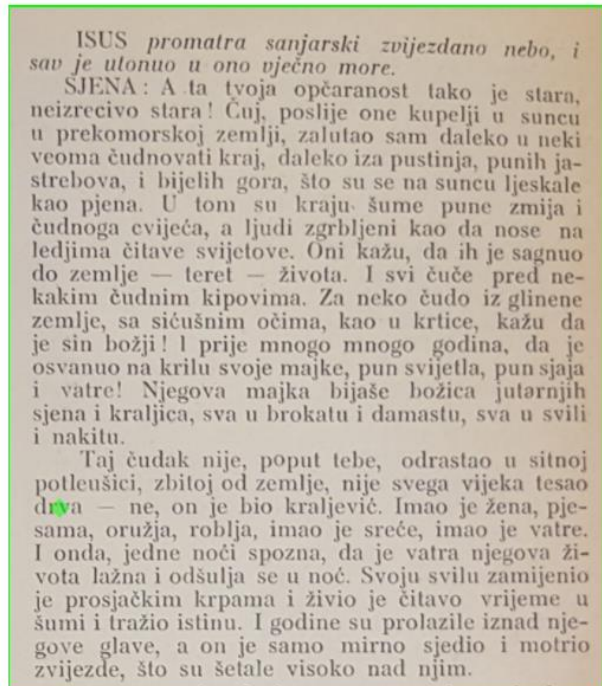 ISUS promatra sanjarski zvijezdano nebo, i
sav je utonuo u ono vječno more.
SJENA: A ta tvoja opčaranost tako je stara,
neizrecivo stara! Čuj, poslije one kupelji u suncu
u prekomorskoj zemlji, zalutao sam daleko u neki
veoma čudnovati kraj, daleko iza pustinja, punih ja-
strebova, i bijelih gora, što su se na suncu ljeskale
kao pjena. U tom su kraju šume pune zmija i
čudnoga cvijeća, a ljudi zgrbljeni kao da nose na
ledjima čitave svijetove. Oni kažu, da ih je sagnuo
do zemlje — teret — života. I svi čuče pred ne-
kakim čudnim kipovima. Za neko čudo iz glinene
zemlje, sa sićušnim očima, kao u krtice, kažu da
je sin božji! I prije mnogo mnogo godina, da je
osvanuo na krilu svoje majke, pun svijetla, pun sjaja
i vatre! Njegova majka bijaše božica jutarnjih
sjena i kraljica, sva u brokatu i damastu, sva u svili
i nakitu.
Taj čudak nije, poput tebe, odrastao u sitnoj
potleušici, zbitoj od zemlje, nije svega vijeka tesao
drva — ne, on je bio kraljević. Imao je žena, pje-
sama, oružja, roblja, imao je sreće, imao je vatre.
I onda, jedne noći spozna, da je vatra njegova ži-
vota lažna i odšulja se u noć. Svoju svilu zamijenio
je prosjačkim krpama i živio je čitavo vrijeme u
šumi i tražio istinu. I godine su prolazile iznad nje-
gove glave, a on je samo mirno sjedio i motrio
zvijezde, što su šetale visoko nad njim.